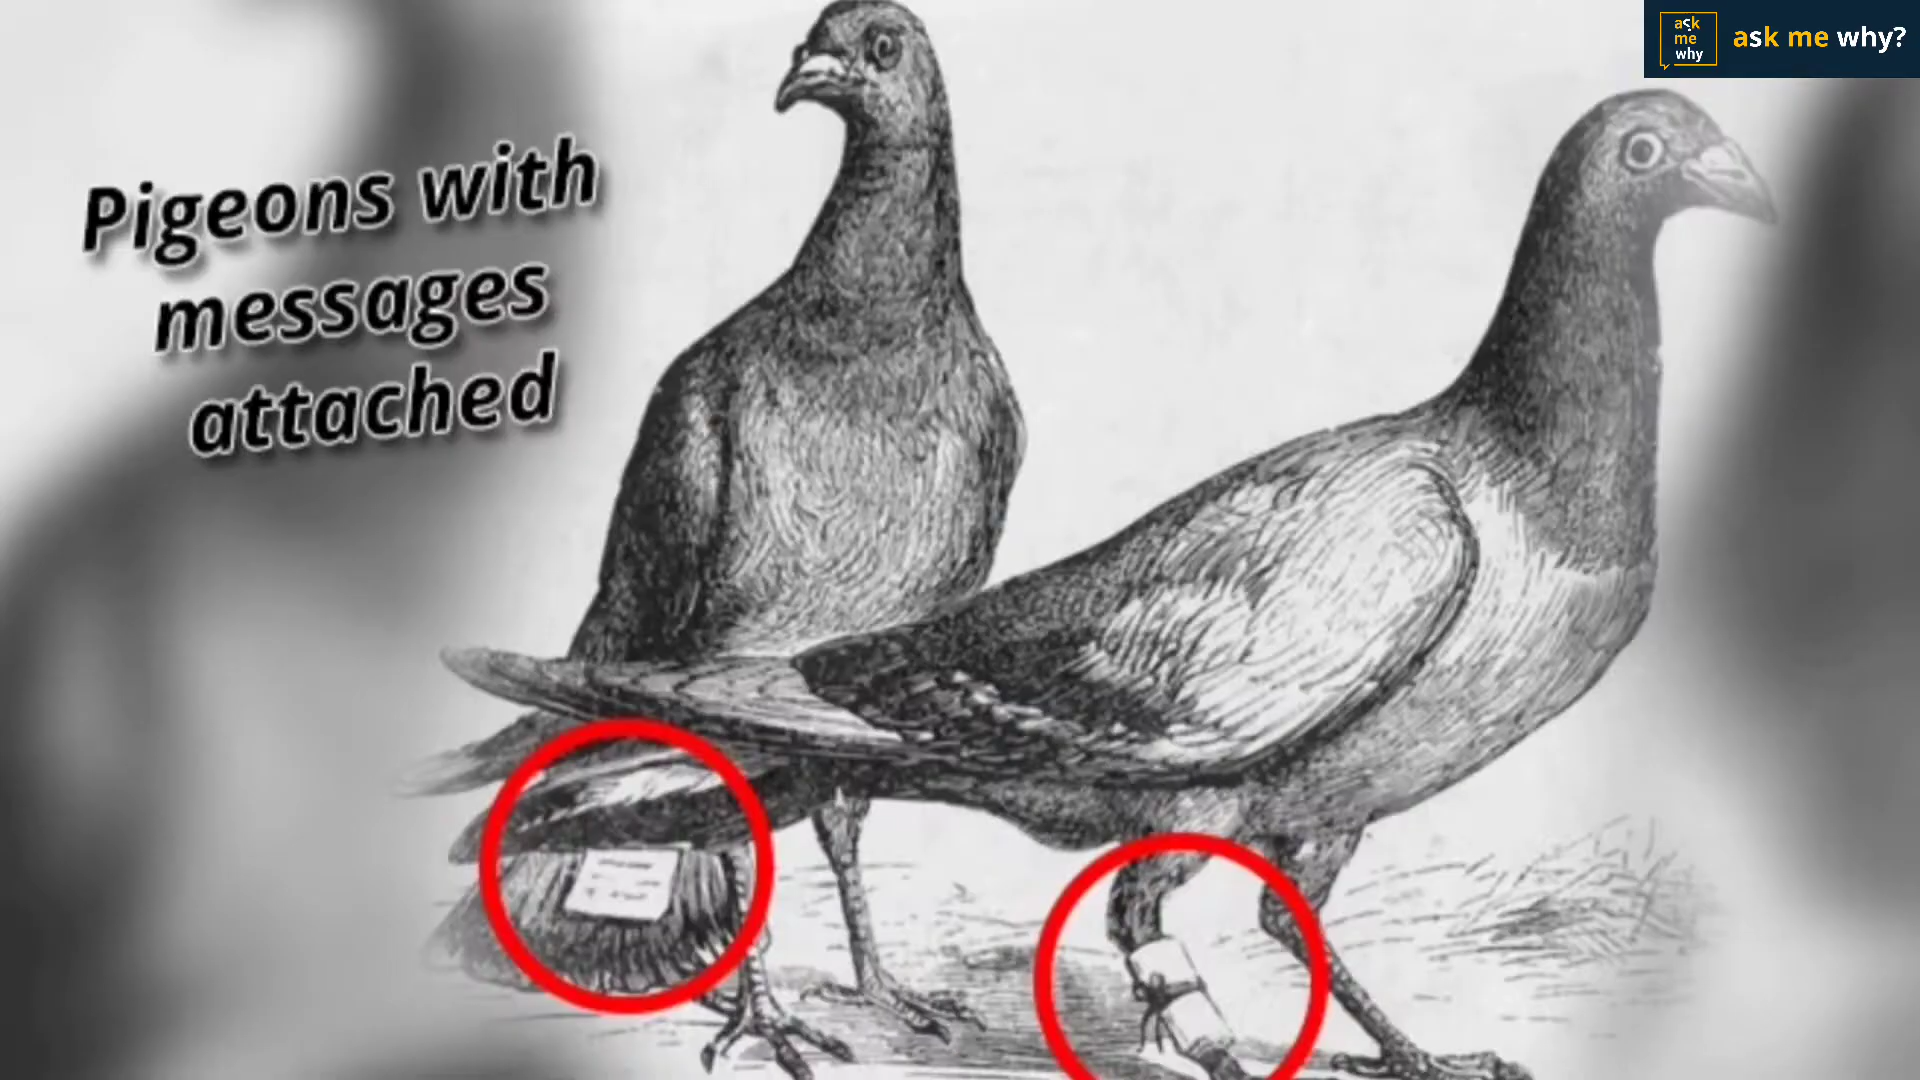 ask
me
why
ask me why?
Pigeons with
messages
attached